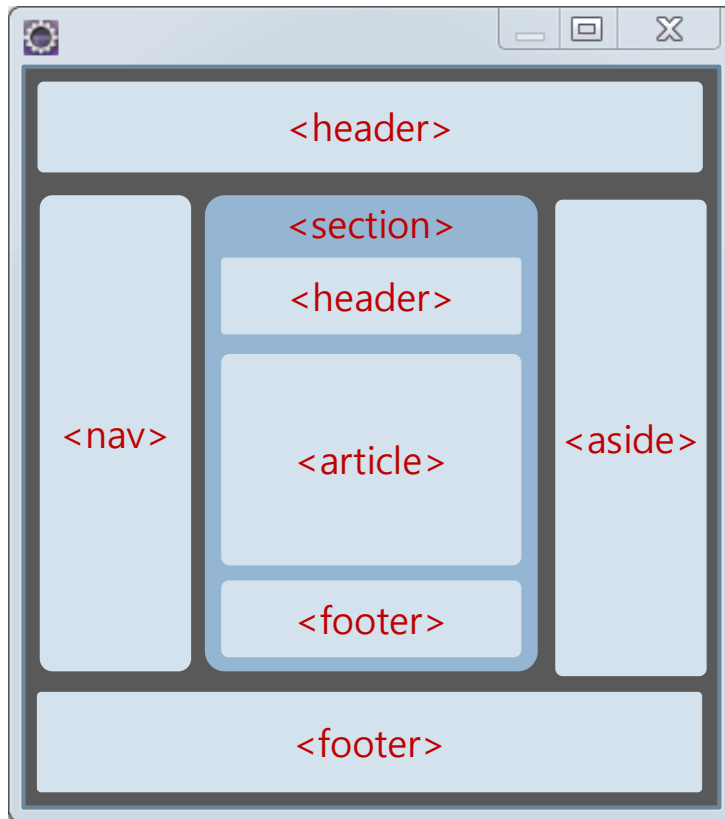 <header>
<section>
<header>
<nav>
<article>
<aside>
<footer>
<footer>